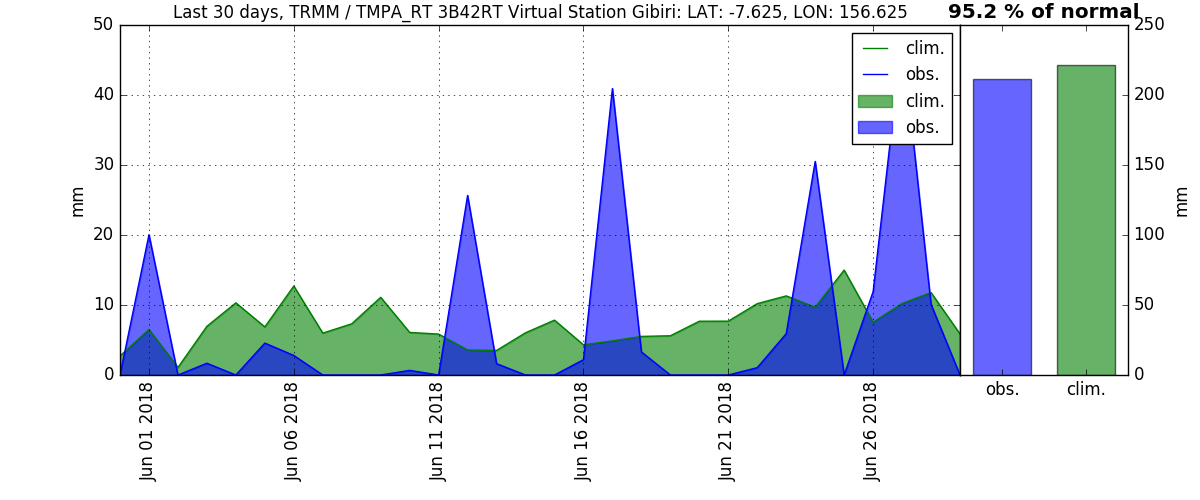 Last 30 days, TRMM / TMPA_RT 3B42RT Virtual Station Gibiri: LAT: -7.625, LON: 156.625
95.2 % of normal
50
40
30
20
10
0
mm
clim.
obs.
clim.
obs.
250
200
150
100
50
0
mm
Jun 01 2018
Jun 06 2018
Jun 11 2018
Jun 16 2018
Jun 21 2018
Jun 26 2018
obs.
clim.